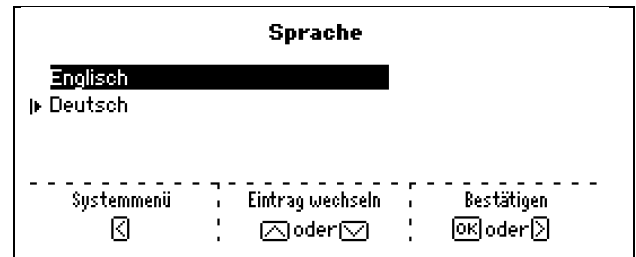 Sprache
Englisch
Deutsch
Systemmenü Eintrag wechseln Bestätigen
< ∧ oder ∨ OK oder >